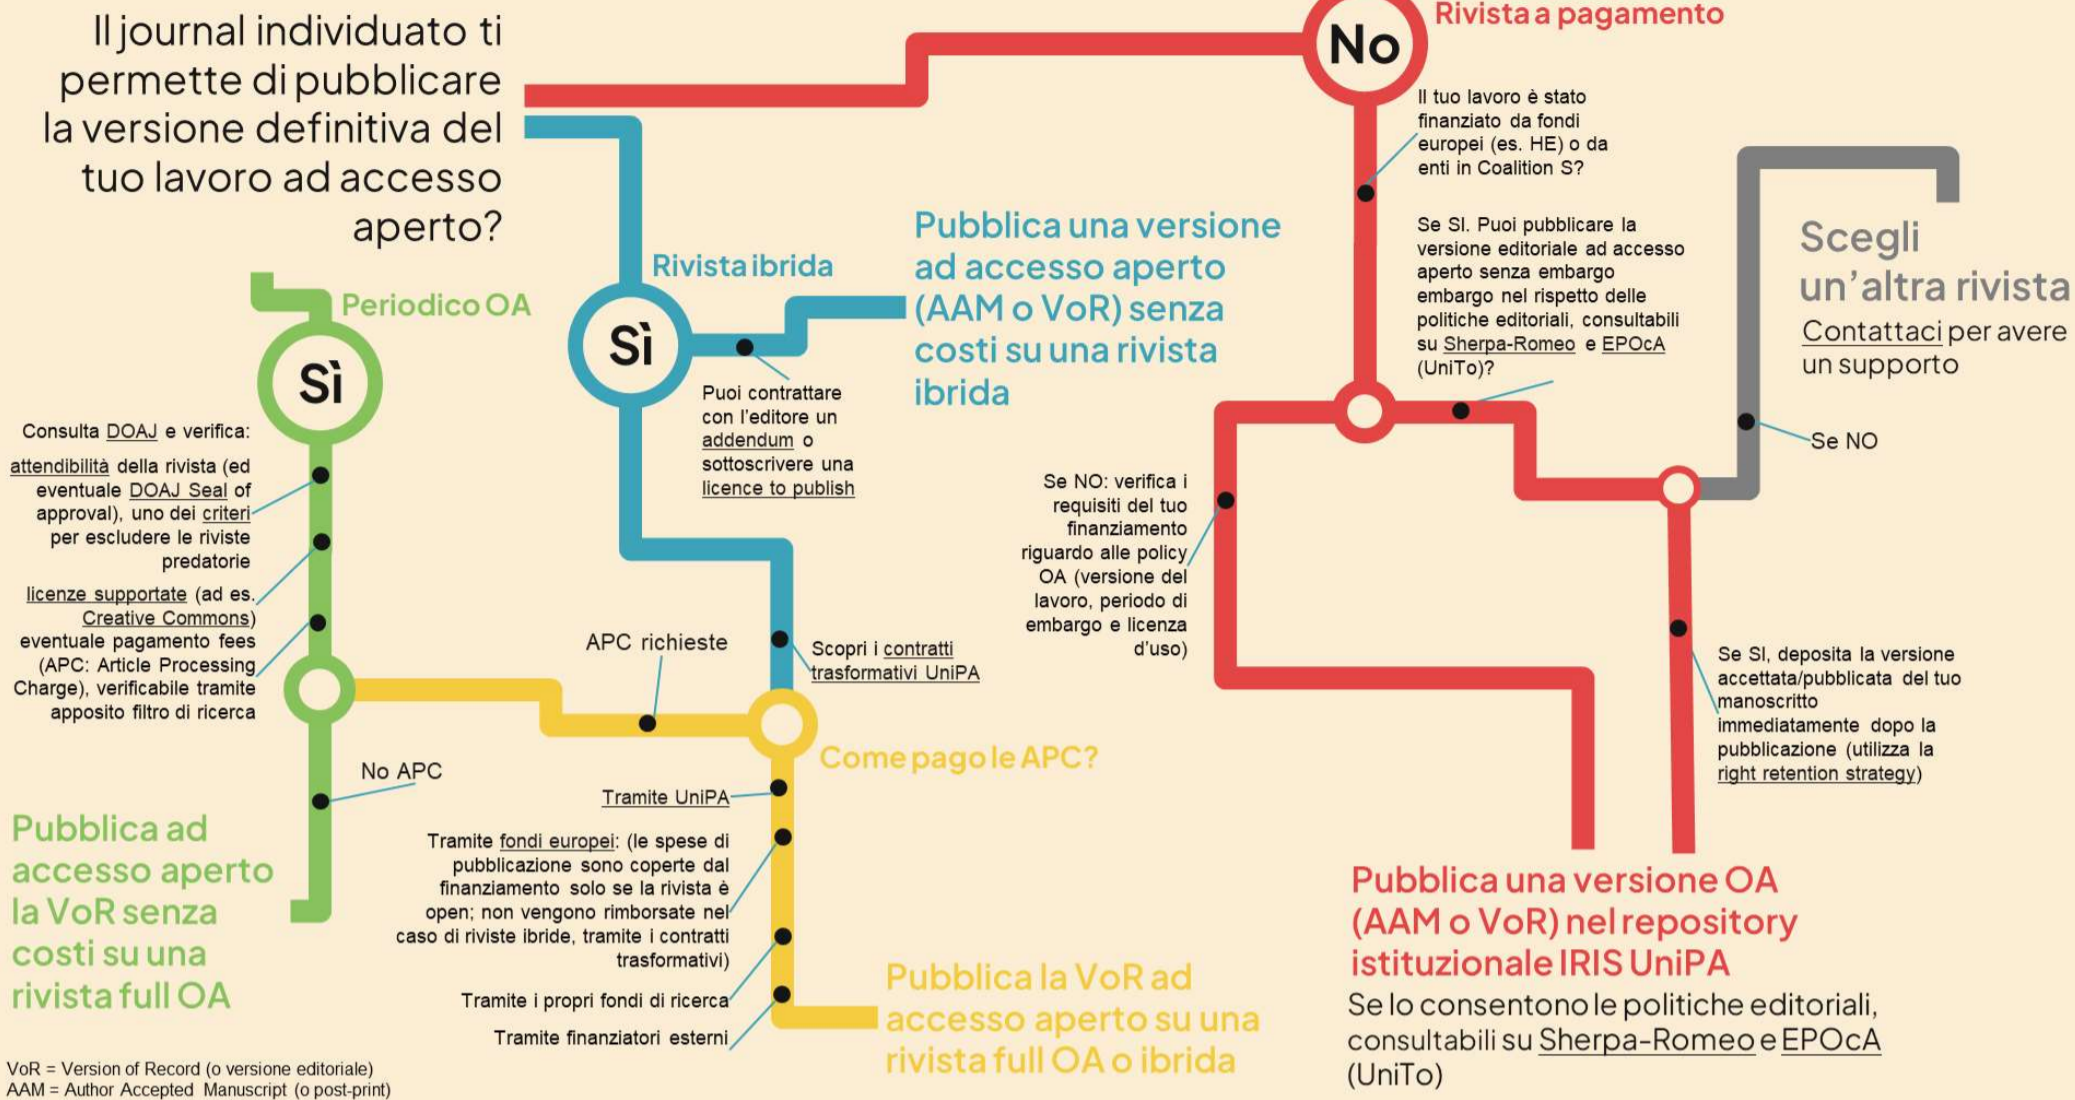 Il journal individuato ti
permette di pubblicare
la versione definitiva del
tuo lavoro ad accesso
aperto?
Periodico OA
Sì
Consulta DOAJ e verifica:
attendibilità della rivista (ed
eventuale DOAJ Seal of
approval), uno dei criteri
per escludere le riviste
predatorie
licenze supportate (ad es.
Creative Commons)
eventuale pagamento fees
(APC: Article Processing
Charge), verificabile tramite
apposito filtro di ricerca
No APC
Pubblica ad
accesso aperto
la VoR senza
costi su una
rivista full OA
Rivista ibrida
Sì
Puoi contrattare
con l'editore un
addendum o
sottoscrivere una
licence to publish
Pubblica una versione
ad accesso aperto
(AAM o VoR) senza
costi su una rivista
ibrida
APC richieste
Scopri i contratti
trasformativi UniPA
Come pago le APC?
Tramite UniPA
Tramite fondi europei: (le spese di
pubblicazione sono coperte dal
finanziamento solo se la rivista è
open; non vengono rimborsate nel
caso di riviste ibride, tramite i contratti
trasformativi)
Tramite i propri fondi di ricerca
Tramite finanziatori esterni
Pubblica la VoR ad
accesso aperto su una
rivista full OA o ibrida
Rivista a pagamento
No
Il tuo lavoro è stato
finanziato da fondi
europei (es. HE) o da
enti in Coalition S?
Se SI. Puoi pubblicare la
versione editoriale ad accesso
aperto senza embargo
embargo nel rispetto delle
politiche editoriali, consultabili
su Sherpa-Romeo e EPOcA
(UniTo)?
Se NO: verifica i
requisiti del tuo
finanziamento
riguardo alle policy
OA (versione del
lavoro, periodo di
embargo e licenza
d'uso)
Scegli
un'altra rivista
Contattaci per avere
un supporto
Se NO
Se SI, deposita la versione
accettata/pubblicata del tuo
manoscritto
immediatamente dopo la
pubblicazione (utilizza la
right retention strategy)
Pubblica una versione OA
(AAM o VoR) nel repository
istituzionale IRIS UniPA
Se lo consentono le politiche editoriali,
consultabili su Sherpa-Romeo e EPOcA
(UniTo)
VoR = Version of Record (o versione editoriale)
AAM = Author Accepted Manuscript (o post-print)